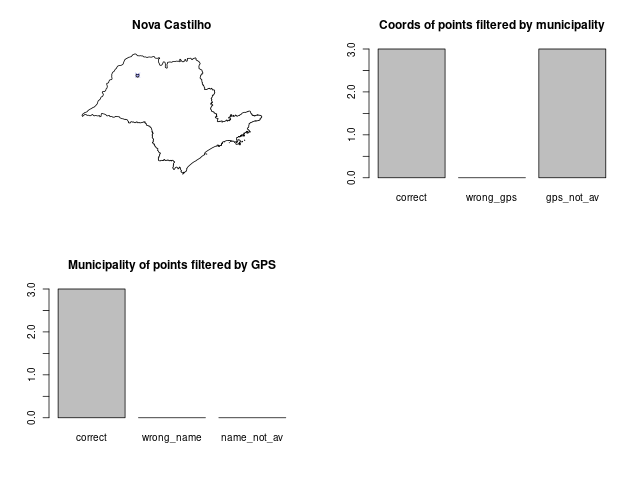 Nova Castilho
Coords of points filtered by municipality
3.0
2.0
1.0
0.0
correct
wrong_gps
gps_not_av
Municipality of points filtered by GPS
3.0
2.0
1.0
0.0
correct
wrong_name
name_not_av